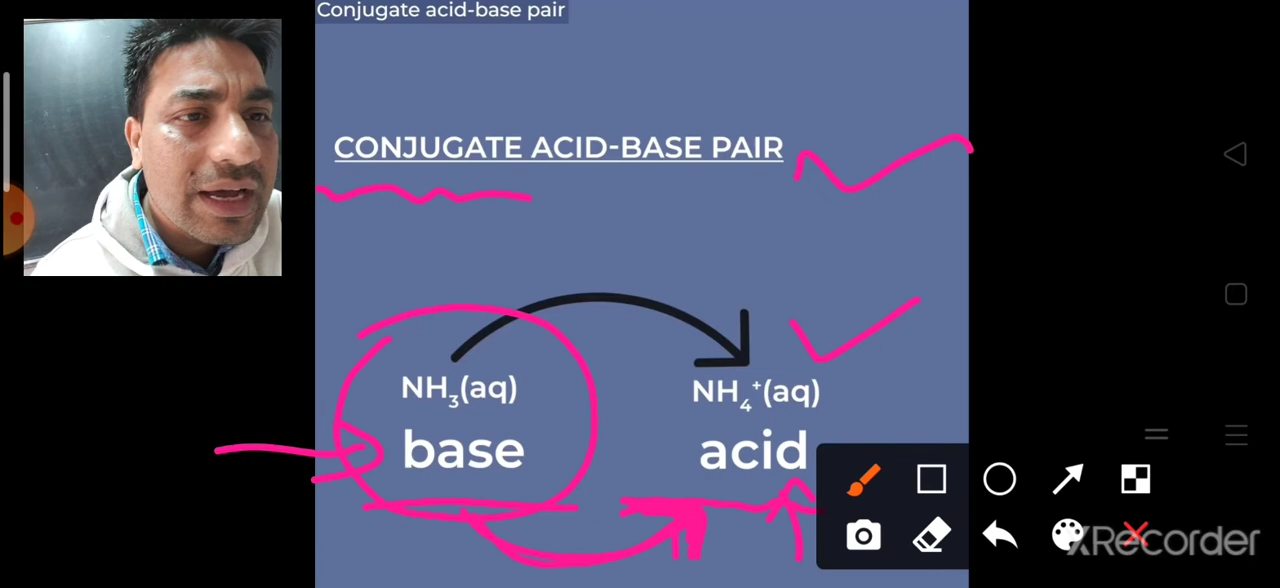 Conjugate acid-base pair
CONJUGATE ACID-BASE PAIR
NH₃(aq) NH₄⁺(aq)
base acid
XRecorder